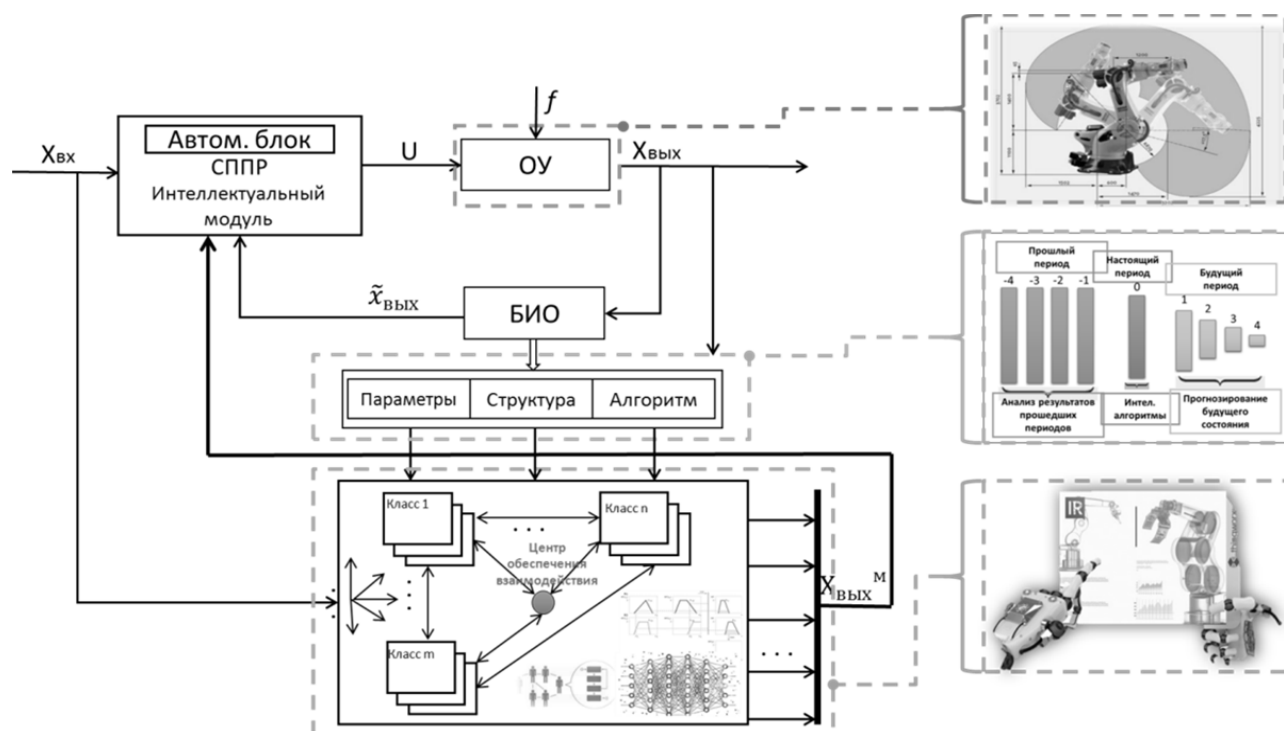 f
Xвх
Автом. блок
СППР
Интеллектуальный
модуль
U
ОУ
Xвых
x̃вых
БИО
Параметры
Структура
Алгоритм
Класс 1
. . .
Класс n
Центр
обеспечения
взаимодействия
Класс m
. . .
Xвых м
Прошлый
период
Настоящий
период
Будущий
период
-4 -3 -2 -1
0
1
2
3
4
Анализ результатов
прошедших
периодов
Интел.
алгоритмы
Прогнозирование
будущего
состояния
IR